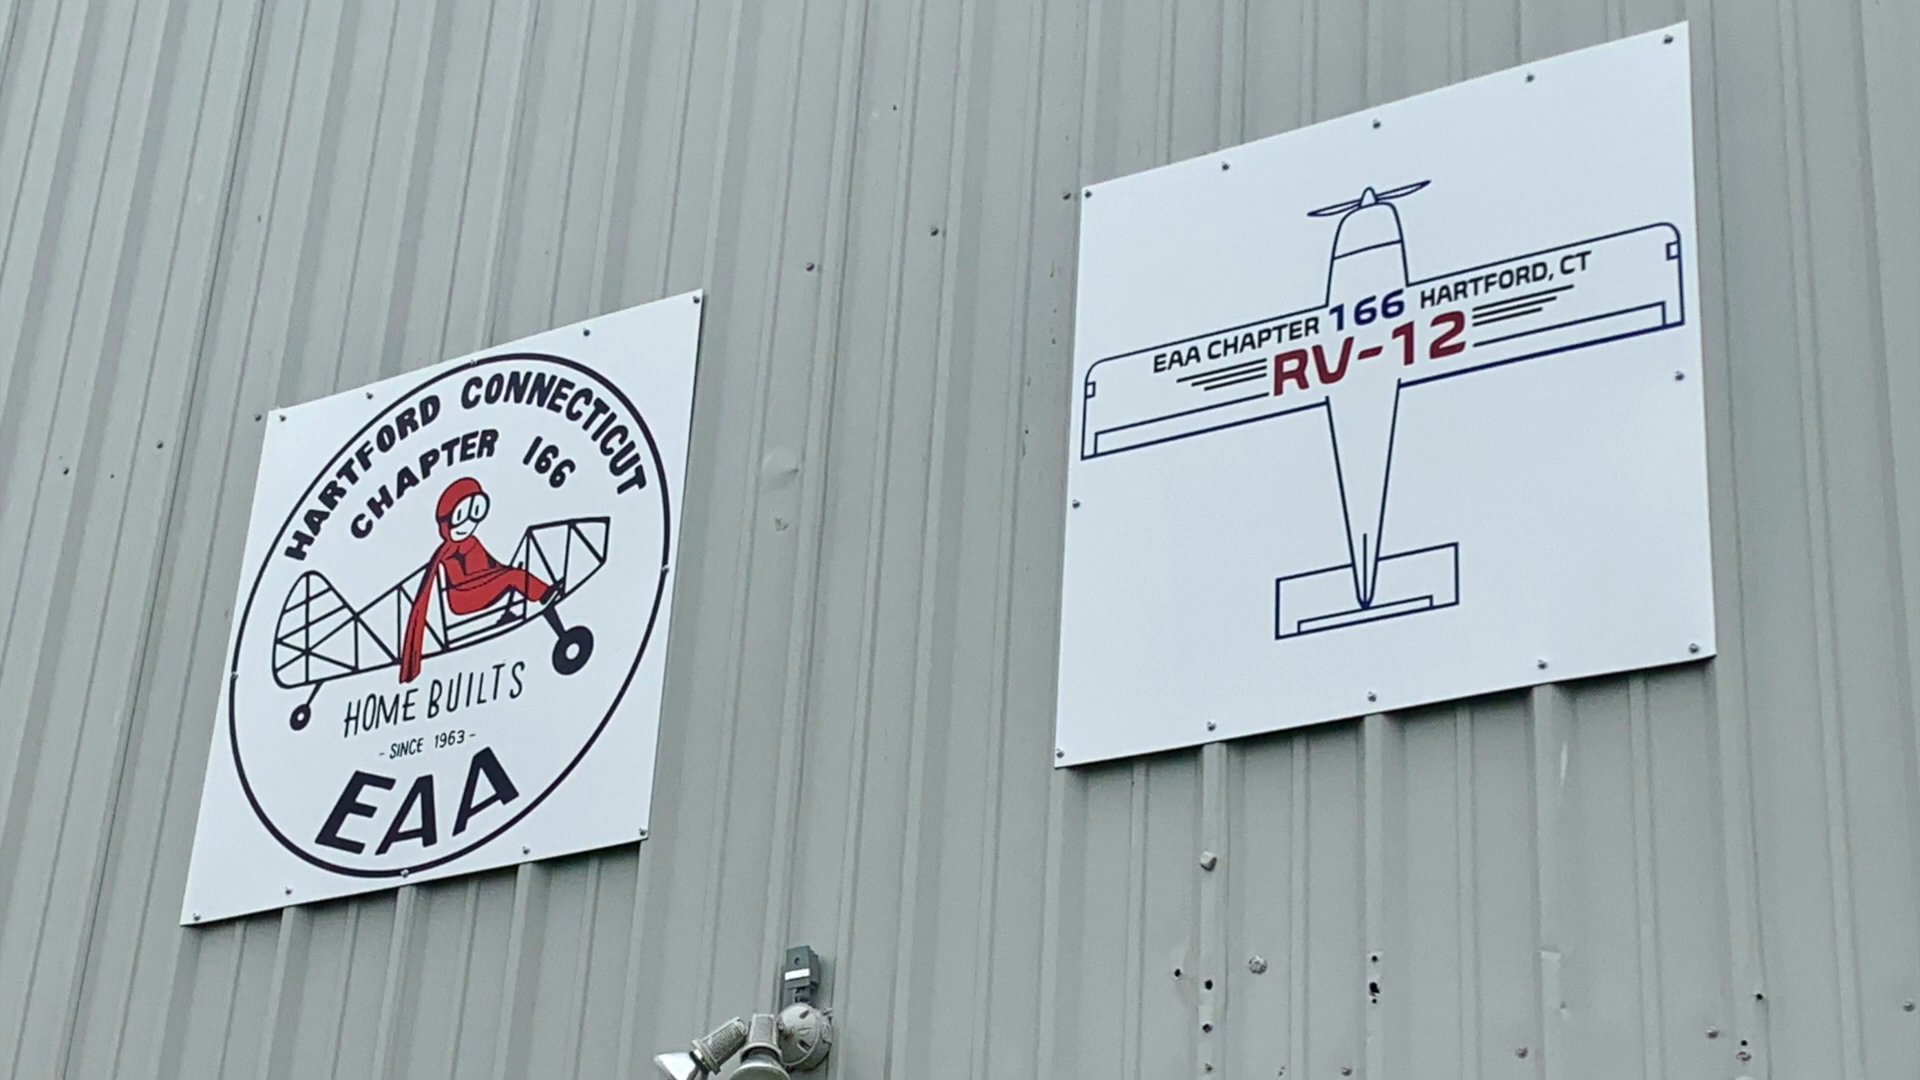 HARTFORD CONNECTICUT
CHAPTER 166
HOME BUILTS
- SINCE 1963 -
EAA
EAA CHAPTER 166 HARTFORD, CT
RV-12